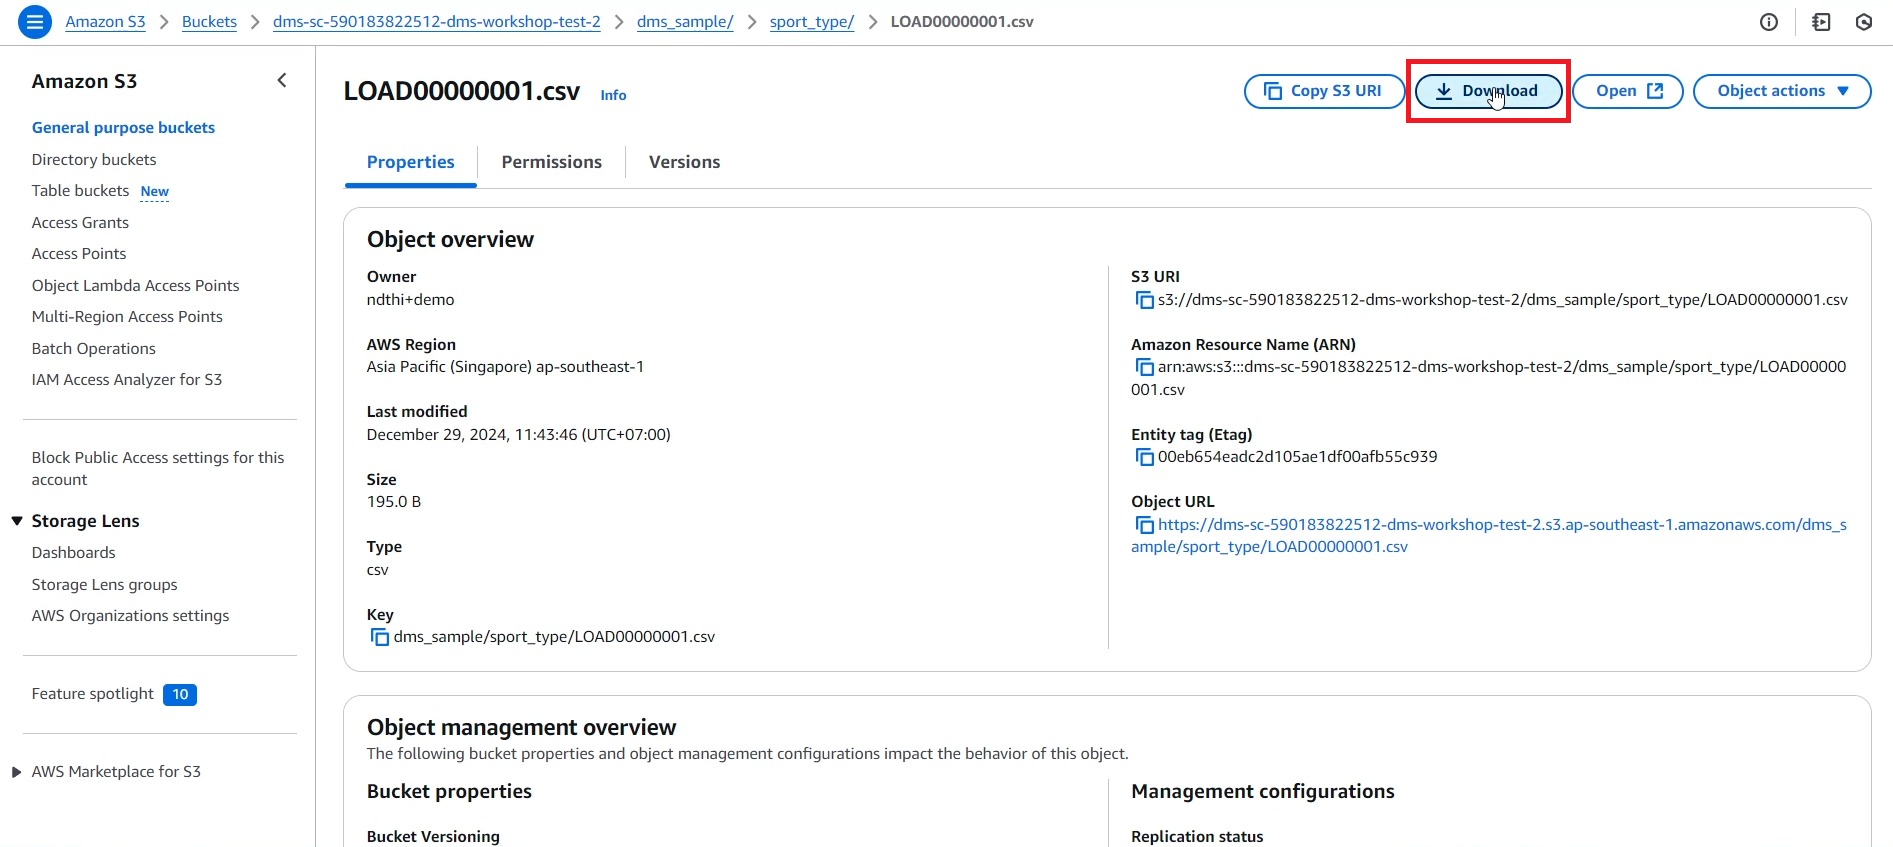 Amazon S3 > Buckets > dms-sc-590183822512-dms-workshop-test-2 > dms_sample/ > sport_type/ > LOAD00000001.csv
Amazon S3
General purpose buckets
Directory buckets
Table buckets New
Access Grants
Access Points
Object Lambda Access Points
Multi-Region Access Points
Batch Operations
IAM Access Analyzer for S3
Block Public Access settings for this
account
Storage Lens
Dashboards
Storage Lens groups
AWS Organizations settings
Feature spotlight 10
AWS Marketplace for S3
LOAD00000001.csv Info
Copy S3 URI Download Open Object actions
Properties Permissions Versions
Object overview
Owner
ndthi+demo
AWS Region
Asia Pacific (Singapore) ap-southeast-1
Last modified
December 29, 2024, 11:43:46 (UTC+07:00)
Size
195.0 B
Type
csv
Key
dms_sample/sport_type/LOAD00000001.csv
S3 URI
s3://dms-sc-590183822512-dms-workshop-test-2/dms_sample/sport_type/LOAD00000001.csv
Amazon Resource Name (ARN)
arn:aws:s3:::dms-sc-590183822512-dms-workshop-test-2/dms_sample/sport_type/LOAD00000
001.csv
Entity tag (Etag)
00eb654eadc2d105ae1df00afb55c939
Object URL
https://dms-sc-590183822512-dms-workshop-test-2.s3.ap-southeast-1.amazonaws.com/dms_s
ample/sport_type/LOAD00000001.csv
Object management overview
The following bucket properties and object management configurations impact the behavior of this object.
Bucket properties
Bucket Versioning
Management configurations
Replication status